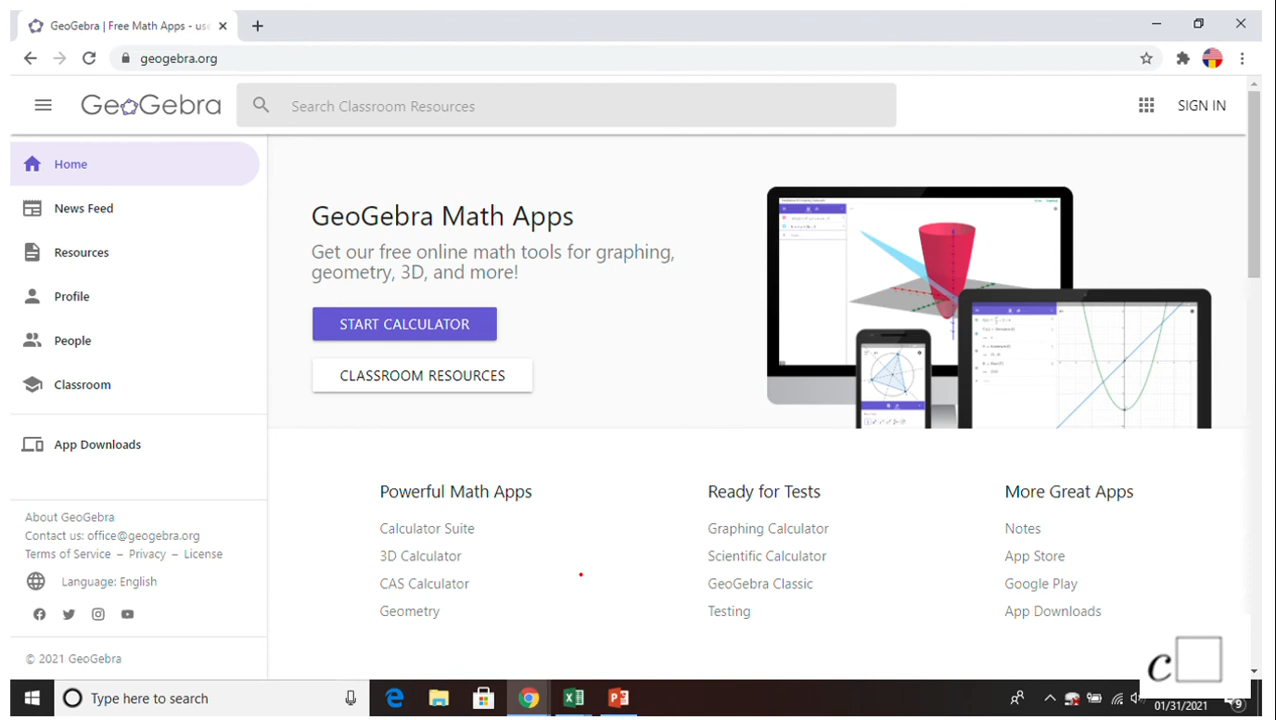 GeoGebra | Free Math Apps - use
geogebra.org
GeoGebra
Search Classroom Resources
SIGN IN
Home
News Feed
Resources
Profile
People
Classroom
App Downloads
About GeoGebra
Contact us: office@geogebra.org
Terms of Service – Privacy – License
Language: English
© 2021 GeoGebra
GeoGebra Math Apps
Get our free online math tools for graphing,
geometry, 3D, and more!
START CALCULATOR
CLASSROOM RESOURCES
Powerful Math Apps
Calculator Suite
3D Calculator
CAS Calculator
Geometry
Ready for Tests
Graphing Calculator
Scientific Calculator
GeoGebra Classic
Testing
More Great Apps
Notes
App Store
Google Play
App Downloads
c
Type here to search
01/31/2021
9